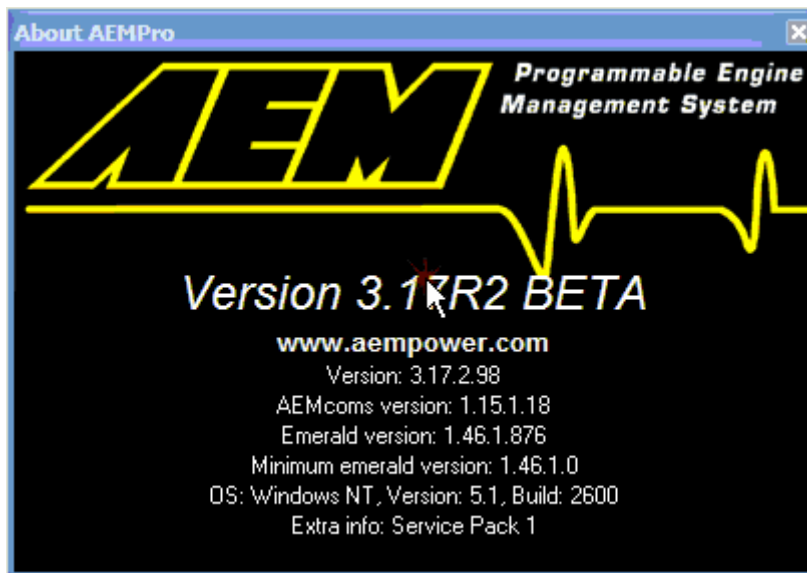 About AEMPro
AEM
Programmable Engine
Management System
Version 3.17R2 BETA
www.aempower.com
Version: 3.17.2.98
AEMcoms version: 1.15.1.18
Emerald version: 1.46.1.876
Minimum emerald version: 1.46.1.0
OS: Windows NT, Version: 5.1, Build: 2600
Extra info: Service Pack 1